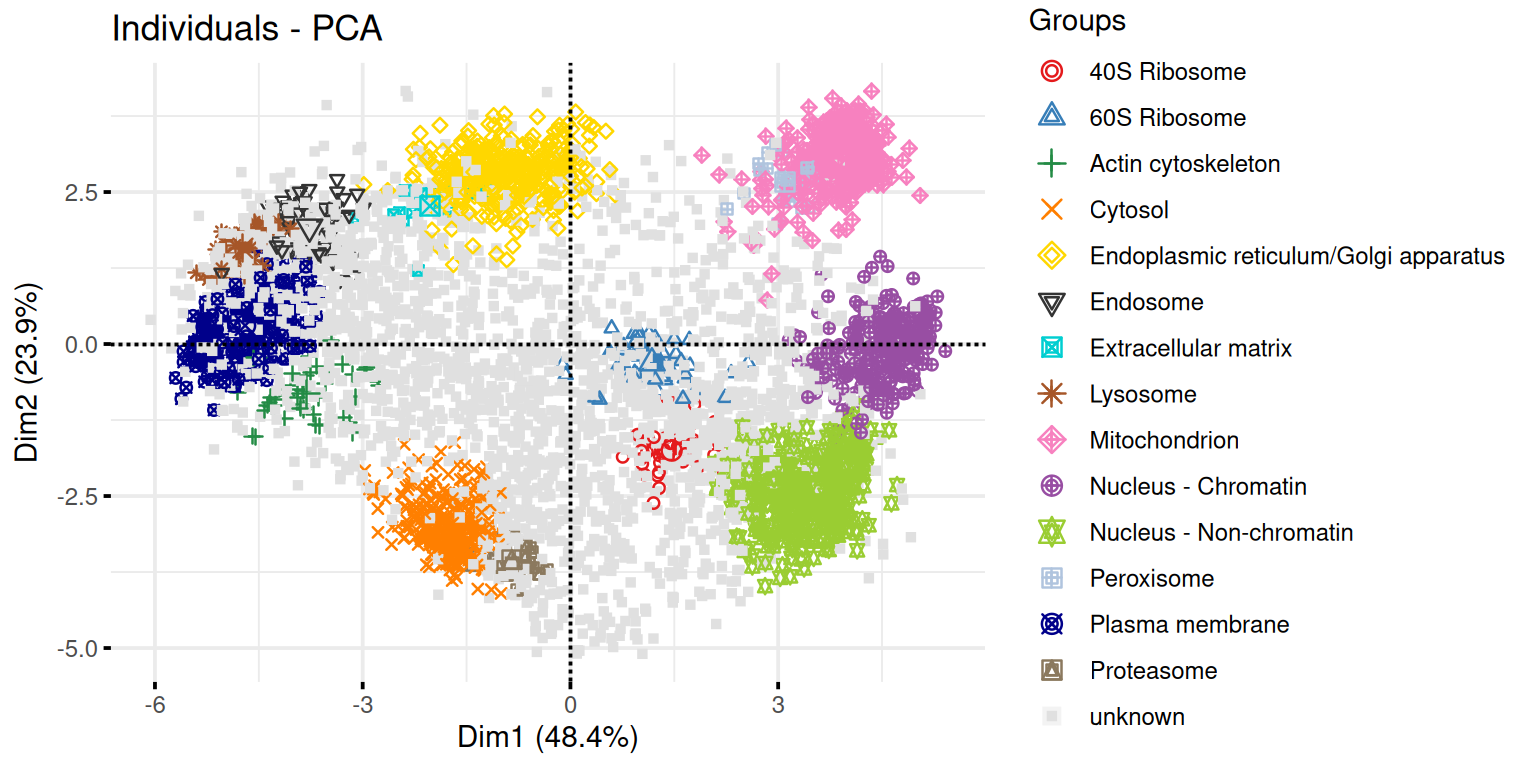 Individuals - PCA
Groups
40S Ribosome
60S Ribosome
Actin cytoskeleton
Cytosol
Endoplasmic reticulum/Golgi apparatus
Endosome
Extracellular matrix
Lysosome
Mitochondrion
Nucleus - Chromatin
Nucleus - Non-chromatin
Peroxisome
Plasma membrane
Proteasome
unknown
Dim2 (23.9%)
2.5
0.0
-2.5
-5.0
-6
-3
0
3
Dim1 (48.4%)